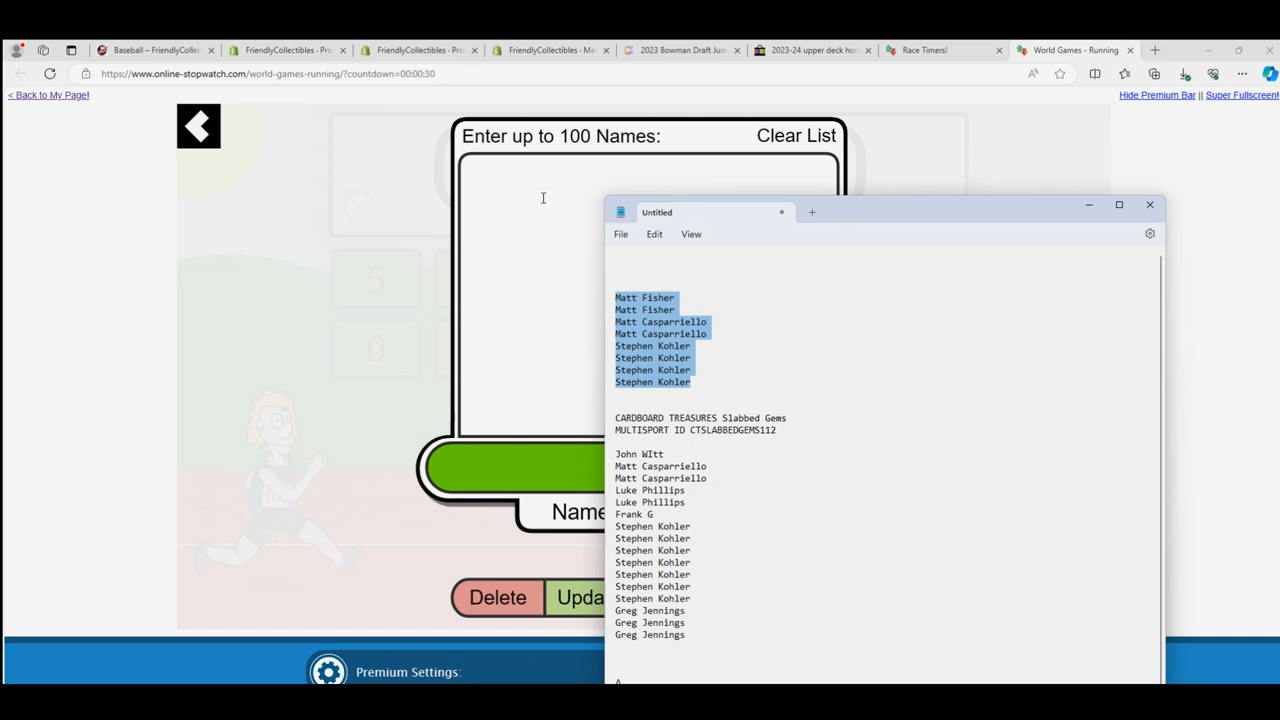 Baseball – FriendlyCollec
FriendlyCollectibles · Pro
FriendlyCollectibles · Pro
FriendlyCollectibles · Me
2023 Bowman Draft Jum
2023-24 upper deck hoc
Race Timers!
World Games - Running
https://www.online-stopwatch.com/world-games-running/?countdown=00:00:30
< Back to My Page!
Hide Premium Bar || Super Fullscreen!
Enter up to 100 Names:
Clear List
Untitled
File
Edit
View
5
0
Matt Fisher
Matt Fisher
Matt Casparriello
Matt Casparriello
Stephen Kohler
Stephen Kohler
Stephen Kohler
Stephen Kohler
CARDBOARD TREASURES Slabbed Gems
MULTISPORT ID CTSLABBEDGEMS112
John WItt
Matt Casparriello
Matt Casparriello
Luke Phillips
Luke Phillips
Frank G
Stephen Kohler
Stephen Kohler
Stephen Kohler
Stephen Kohler
Stephen Kohler
Stephen Kohler
Stephen Kohler
Greg Jennings
Greg Jennings
Greg Jennings
Name
Delete
Upda
Premium Settings: